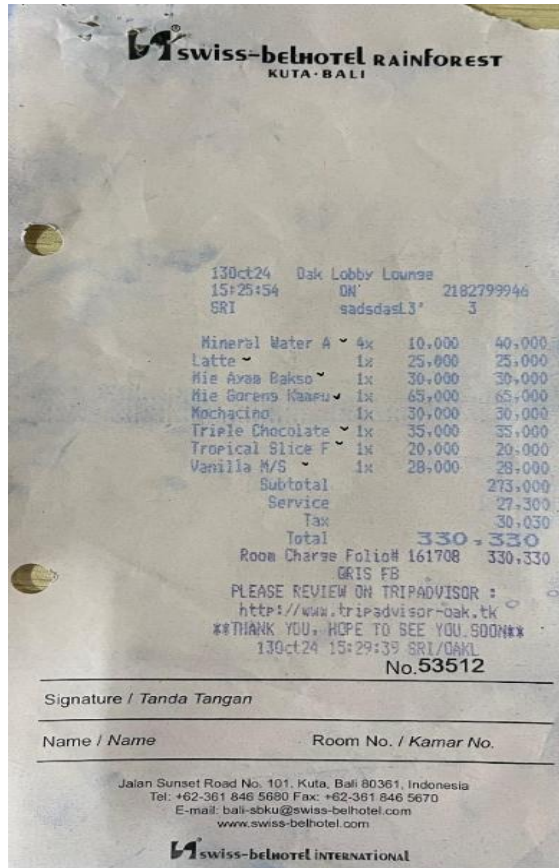 swiss-belhotel RAINFOREST
KUTA·BALI
13Oct24 Oak Lobby Lounge
15:25:54 2182799946
SRI sadsdasL3" 3
Mineral Water A 4x 10,000 40,000
Latte 1x 25,000 25,000
Mie Ayam Bakso 1x 30,000 30,000
Mie Goreng 1x 65,000 65,000
Mochacino 1x 30,000 30,000
Triple Chocolate 1x 35,000 35,000
Tropical Slice F 1x 20,000 20,000
Vanilla M/S 1x 28,000 28,000
Subtotal 273,000
Service 27,300
Tax 30,030
Total 330,330
Room Charge Folio# 161708 330,330
QRIS FB
PLEASE REVIEW ON TRIPADVISOR :
http://www.tripadvisor-oak.tk
**THANK YOU, HOPE TO SEE YOU SOON**
13Oct24 15:29:39 SRI/OAKL
No.53512
Signature / Tanda Tangan
Name / Name Room No. / Kamar No.
Jalan Sunset Road No. 101, Kuta, Bali 80361, Indonesia
Tel: +62-361 846 5680 Fax: +62-361 846 5670
E-mail: bali-sbku@swiss-belhotel.com
www.swiss-belhotel.com
swiss-belhotel INTERNATIONAL